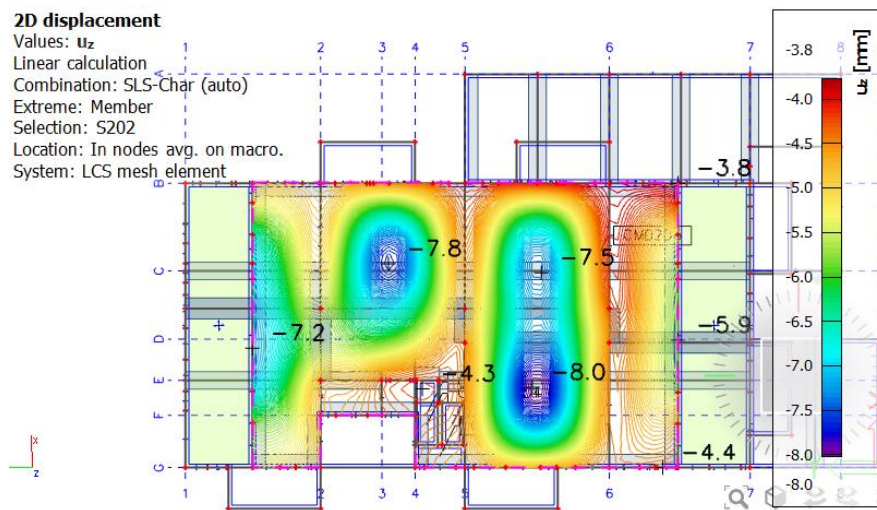 2D displacement
Values: uz
Linear calculation
Combination: SLS-Char (auto)
Extreme: Member
Selection: S202
Location: In nodes avg. on macro.
System: LCS mesh element
1 2 3 4 5 6 7 8
A
B
C
D
E
F
G
-3.8
-7.8
-7.5
-7.2
-5.9
-4.3
-8.0
-4.4
1 2 3 4 5 6 7 8
x
z
uz [mm]
-3.8
-4.0
-4.5
-5.0
-5.5
-6.0
-6.5
-7.0
-7.5
-8.0
-8.0